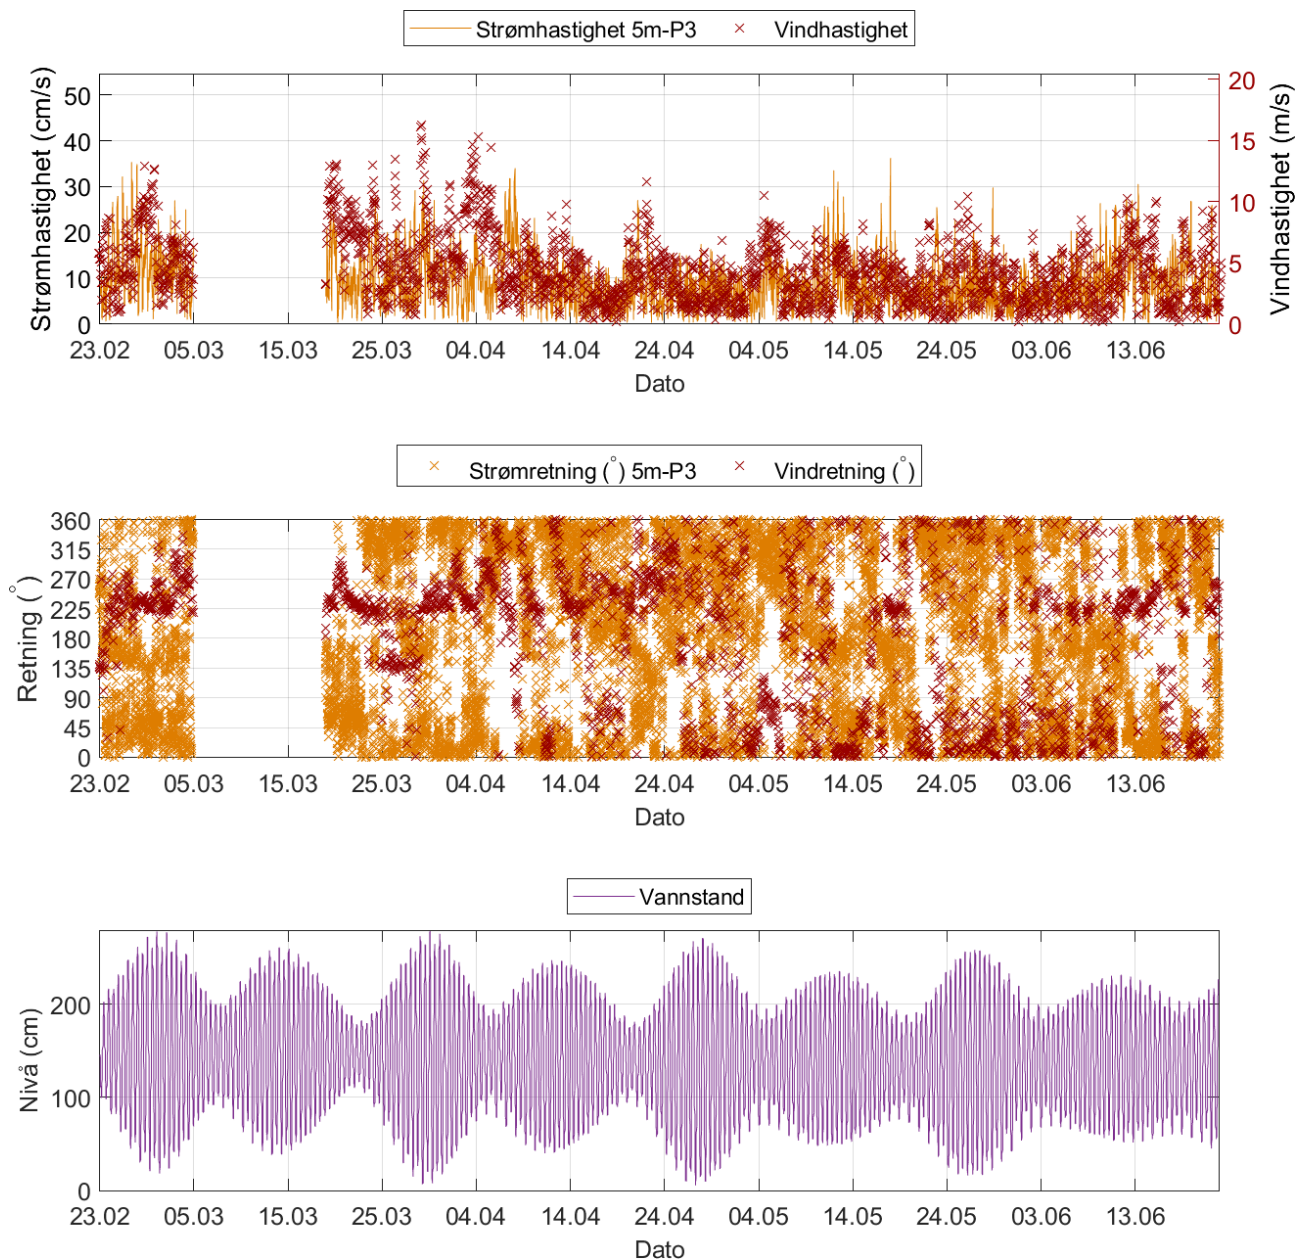 Strømhastighet 5m-P3 Vindhastighet
Strømhastighet (cm/s)
50
40
30
20
10
0
Vindhastighet (m/s)
20
15
10
5
0
23.02 05.03 15.03 25.03 04.04 14.04 24.04 04.05 14.05 24.05 03.06 13.06
Dato
Strømretning (°) 5m-P3 Vindretning (°)
Retning (°)
360
315
270
225
180
135
90
45
0
23.02 05.03 15.03 25.03 04.04 14.04 24.04 04.05 14.05 24.05 03.06 13.06
Dato
Vannstand
Nivå (cm)
200
100
0
23.02 05.03 15.03 25.03 04.04 14.04 24.04 04.05 14.05 24.05 03.06 13.06
Dato